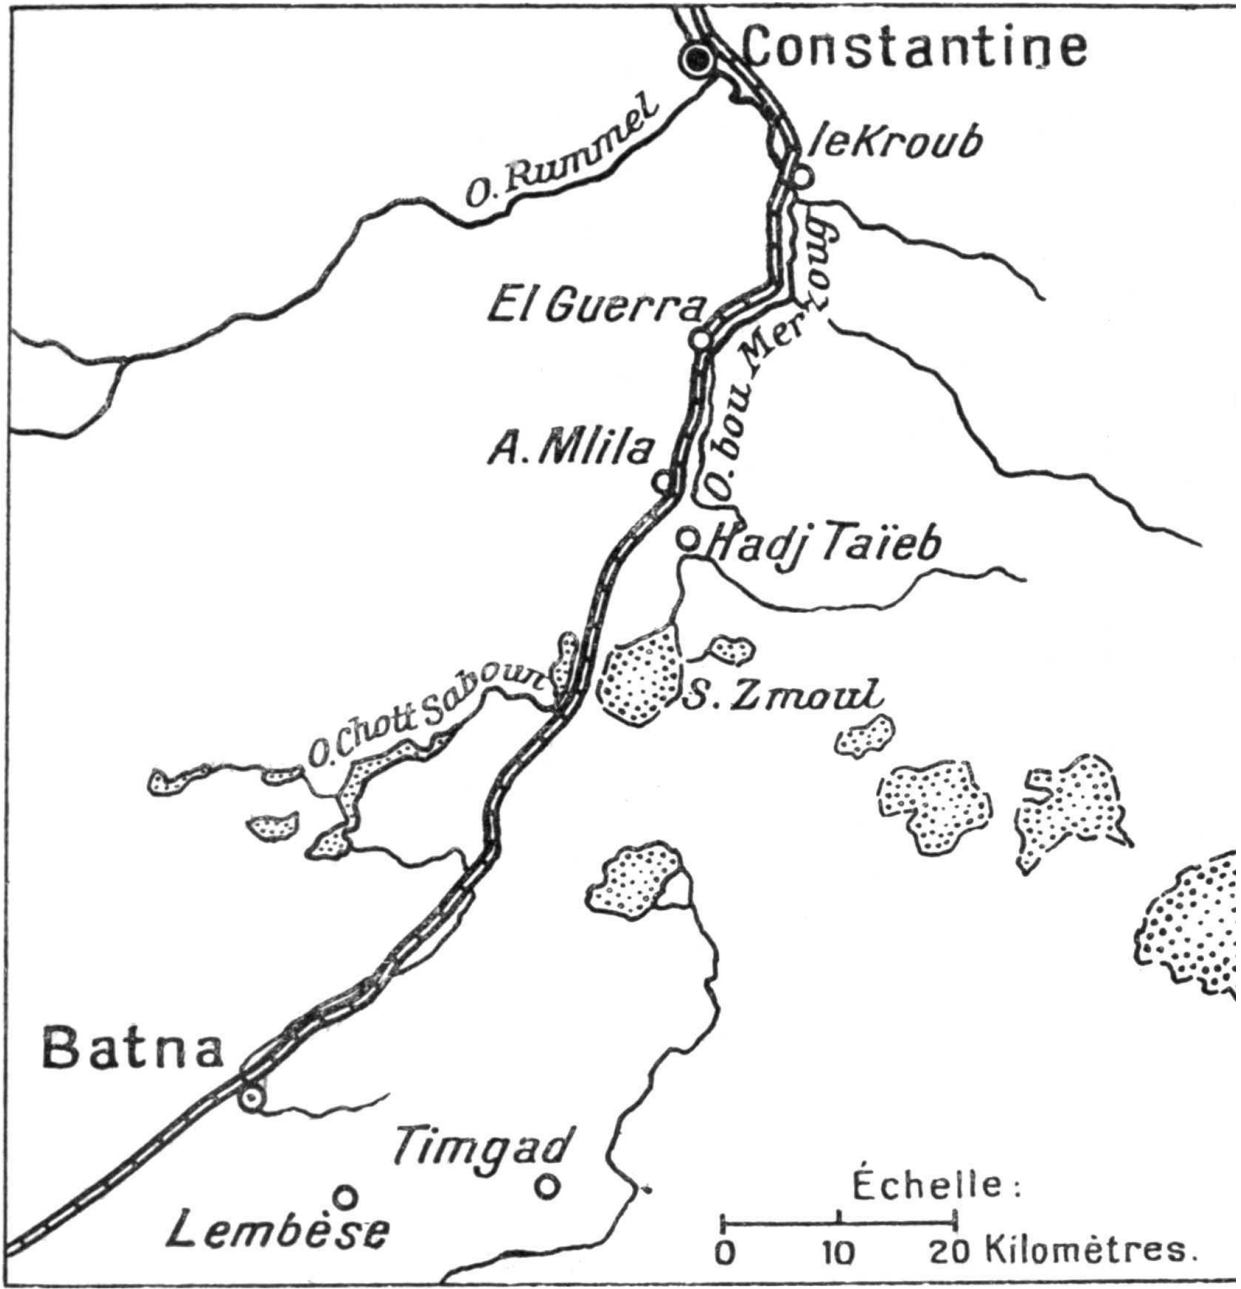 Constantine
le Kroub
O. Rummel
El Guerra
O. bou Merzoug
A. Mlila
Hadj Taïeb
S. Zmoul
O. Chott Saboun
Batna
Timgad
Lembèse
Échelle :
0 10 20 Kilomètres.